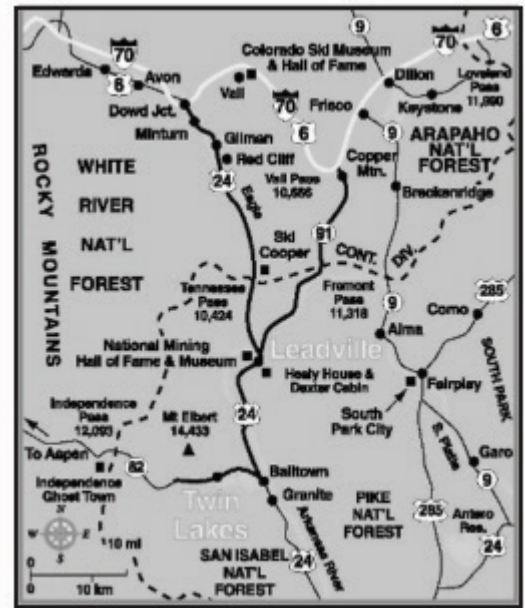 9
6
70
70
Colorado Ski Museum
& Hall of Fame
Edwards
Avon
6
Vail
Dillon
Loveland
Pass
11,990
Keystone
Dowd Jct.
70
Frisco
Minturn
6
9
Gilman
Red Cliff
ARAPAHO
NAT'L
FOREST
Copper
Mtn.
Vail Pass
10,666
24
Eagle
Breckenridge
ROCKY MOUNTAINS
WHITE
RIVER
NAT'L
FOREST
91
Ski
Cooper
CONT. DIV.
Tennessee
Pass
10,424
Fremont
Pass
11,318
285
9
Como
Alma
National Mining
Hall of Fame & Museum
Leadville
Healy House &
Dexter Cabin
Fairplay
SOUTH PARK
Independence
Pass
12,093
Mt Elbert
14,433
24
South
Park City
S. Platte
To Aspen
82
Garo
Balltown
9
Independence
Ghost Town
Granite
Twin
Lakes
PIKE
NAT'L
FOREST
285
Antero
Res.
N
W
E
S
10 mi
Arkansas River
24
SAN ISABEL
NAT'L
FOREST
24
0
10 km